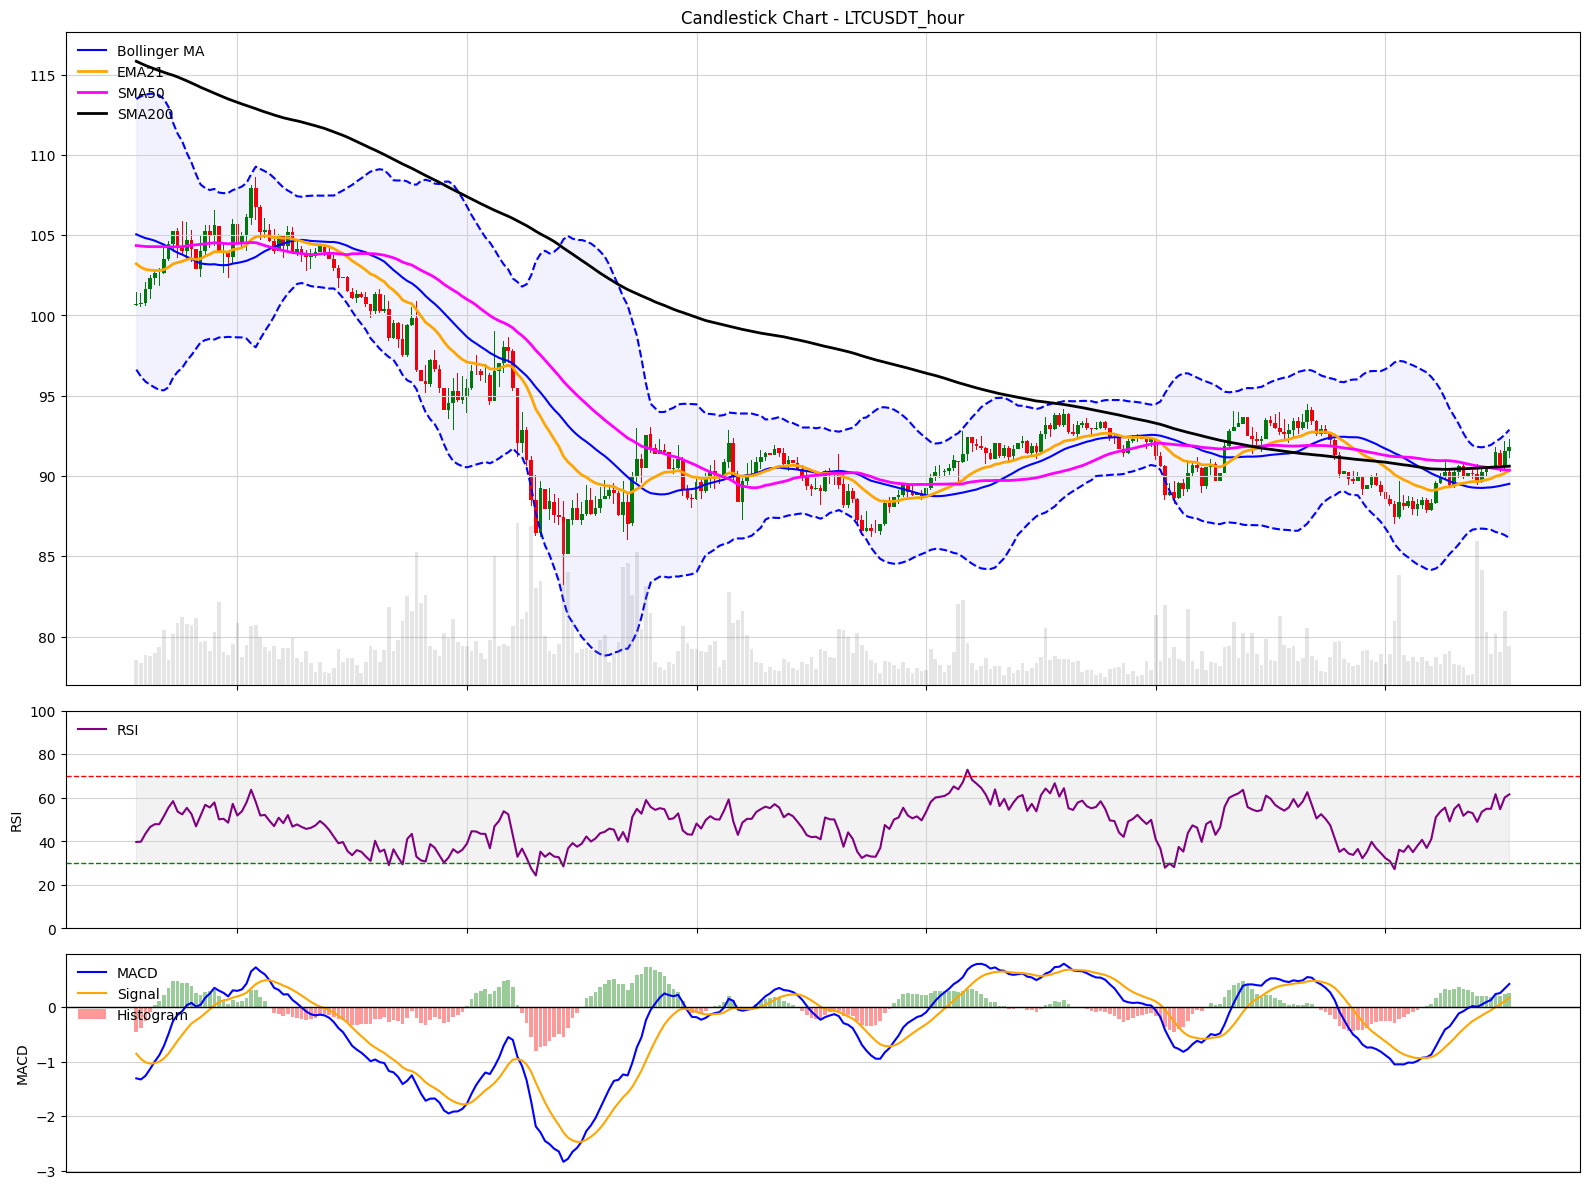 Candlestick Chart - LTCUSDT_hour
Bollinger MA
EMA21
SMA50
SMA200
115
110
105
100
95
90
85
80
RSI
RSI
100
80
60
40
20
0
MACD
Signal
Histogram
MACD
0
−1
−2
−3